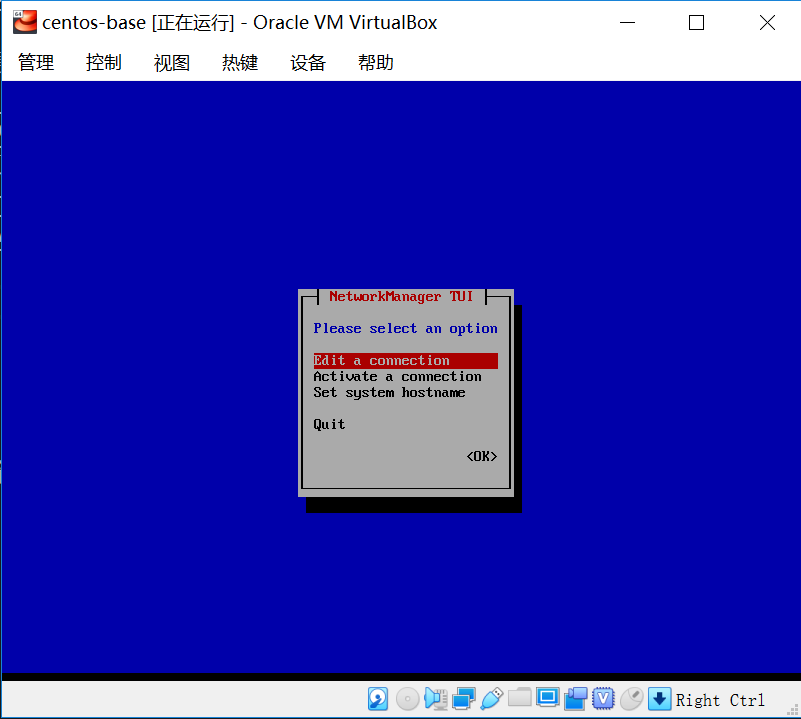 centos-base [正在运行] - Oracle VM VirtualBox
管理 控制 视图 热键 设备 帮助
NetworkManager TUI
Please select an option
Edit a connection
Activate a connection
Set system hostname
Quit
<OK>
Right Ctrl